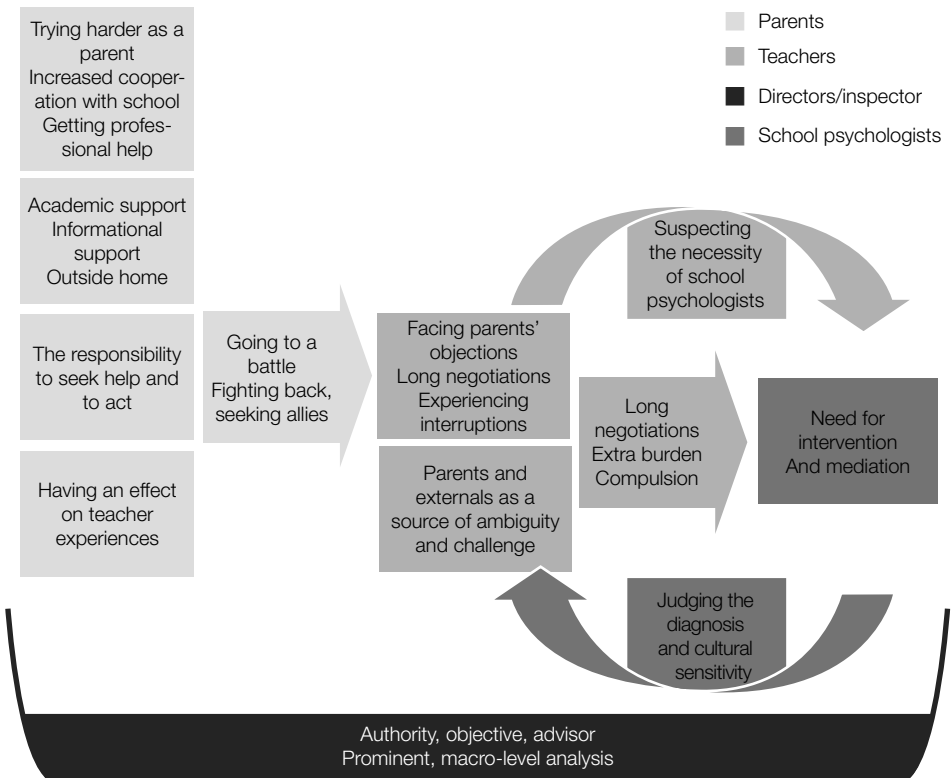 Trying harder as a
parent
Increased cooper-
ation with school
Getting profes-
sional help
Academic support
Informational
support
Outside home
The responsibility
to seek help and
to act
Having an effect
on teacher
experiences
Going to a
battle
Fighting back,
seeking allies
Facing parents'
objections
Long negotiations
Experiencing
interruptions
Parents and
externals as a
source of ambiguity
and challenge
Suspecting
the necessity
of school
psychologists
Long
negotiations
Extra burden
Compulsion
Need for
intervention
And mediation
Judging the
diagnosis
and cultural
sensitivity
Parents
Teachers
Directors/inspector
School psychologists
Authority, objective, advisor
Prominent, macro-level analysis